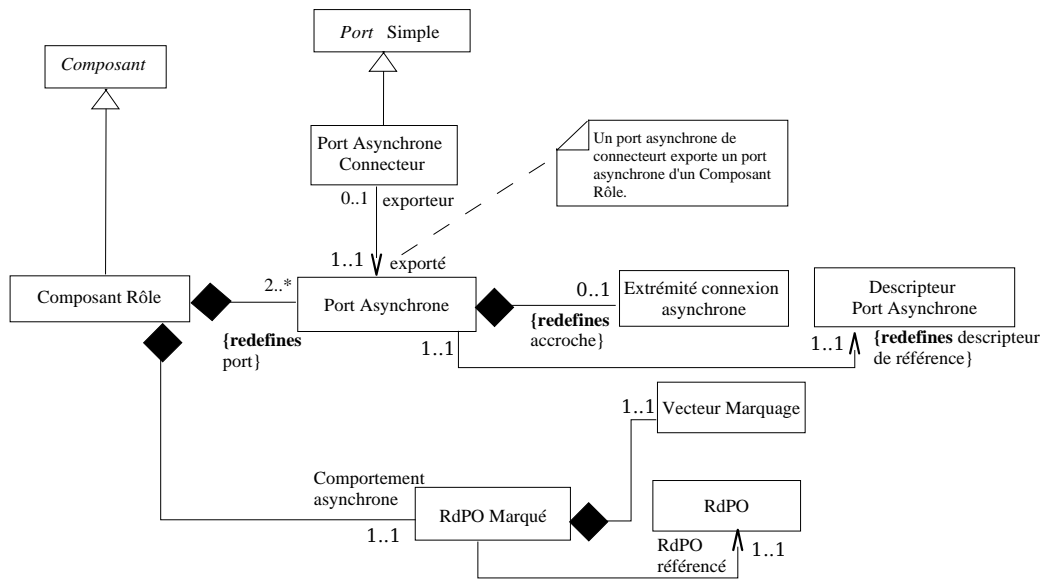 Port Simple
Composant
Port Asynchrone
Connecteur
Un port asynchrone de
connecteurt exporte un port
asynchrone d'un Composant
Rôle.
0..1
exporteur
1..1
exporté
Composant Rôle
2..*
Port Asynchrone
0..1
Extrémité connexion
asynchrone
Descripteur
Port Asynchrone
{redefines
port}
{redefines
accroche}
1..1
1..1
{redefines descripteur
de référence}
1..1
Vecteur Marquage
Comportement
asynchrone
1..1
RdPO Marqué
RdPO
RdPO
référencé
1..1